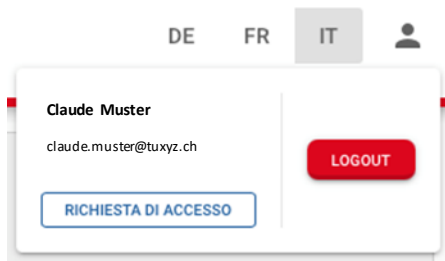 DE FR IT
Claude Muster
claude.muster@tuxyz.ch
LOGOUT
RICHIESTA DI ACCESSO